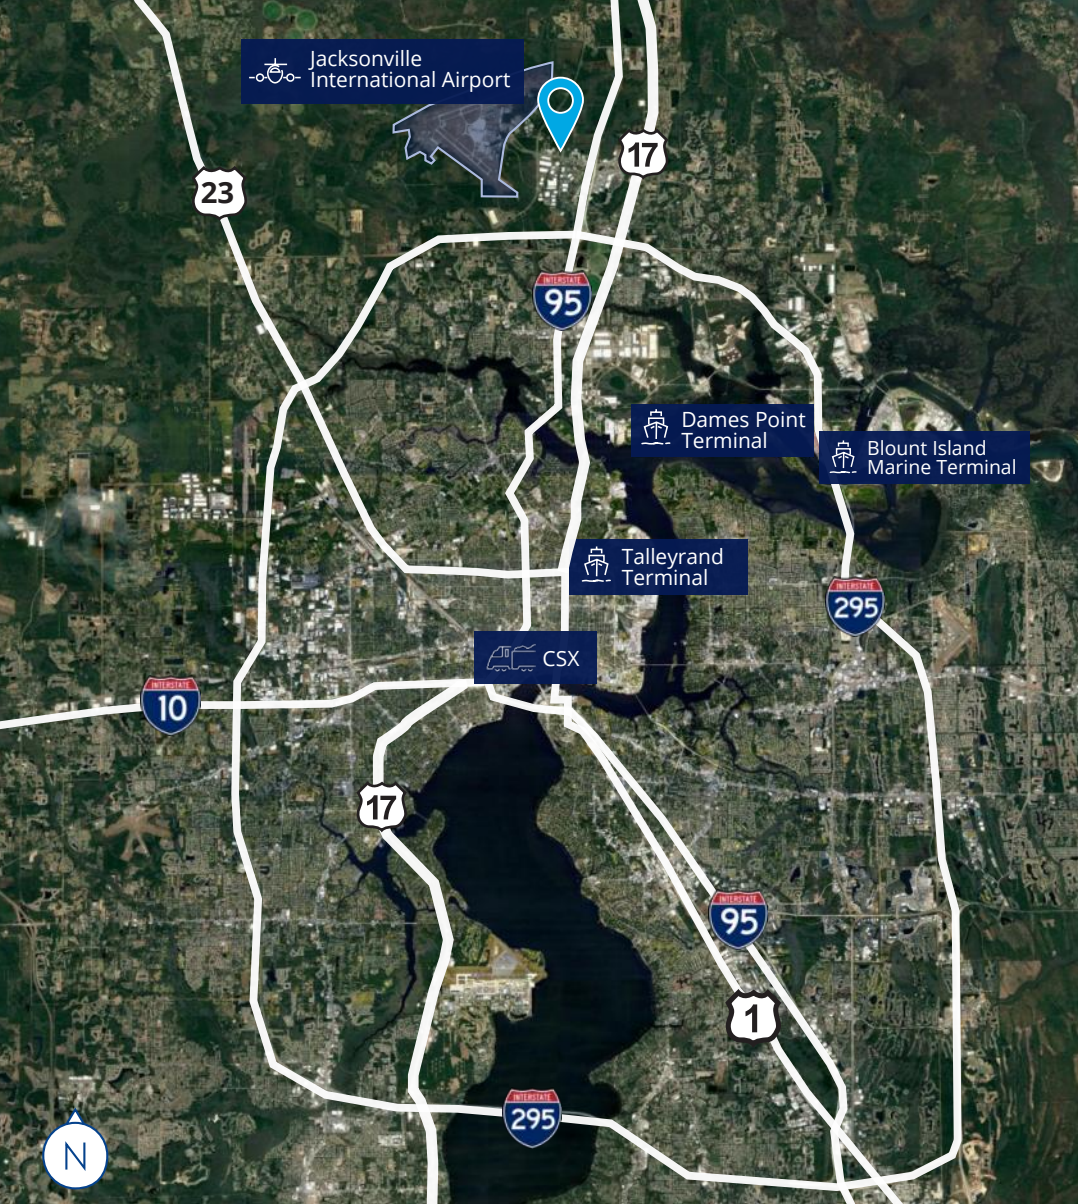 Jacksonville
International Airport
17
23
INTERSTATE
95
Dames Point
Terminal
Blount Island
Marine Terminal
Talleyrand
Terminal
INTERSTATE
295
CSX
INTERSTATE
10
17
INTERSTATE
95
1
INTERSTATE
295
N